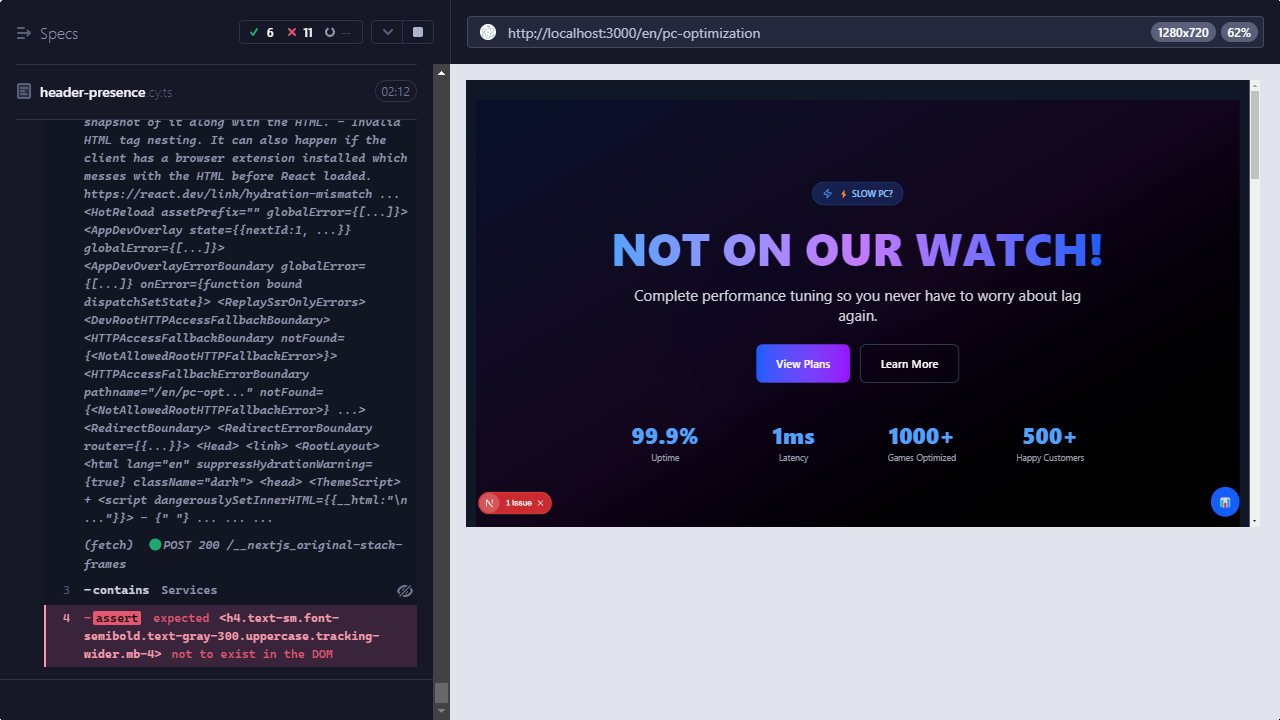 Specs
6 11 --
http://localhost:3000/en/pc-optimization
1280x720 62%
header-presence.cy.ts 02:12
snapshot of it along with the HTML. - Invalid
HTML tag nesting. It can also happen if the
client has a browser extension installed which
messes with the HTML before React loaded.
https://react.dev/link/hydration-mismatch ...
<HotReload assetPrefix="" globalError={[...]}>
<AppDevOverlay state={{nextId:1, ...}}
globalError={[...]}>
<AppDevOverlayErrorBoundary globalError=
{[...]} onError={function bound
dispatchSetState}> <ReplaySsrOnlyErrors>
<DevRootHTTPAccessFallbackBoundary>
<HTTPAccessFallbackBoundary notFound=
{<NotAllowedRootHTTPFallbackError>}>
<HTTPAccessFallbackErrorBoundary
pathname="/en/pc-opt..." notFound=
{<NotAllowedRootHTTPFallbackError>} ...>
<RedirectBoundary> <RedirectErrorBoundary
router={{...}}> <Head> <link> <RootLayout>
<html lang="en" suppressHydrationWarning=
{true} className="dark"> <head> <ThemeScript>
+ <script dangerouslySetInnerHTML={{__html:"\n
..."}}> - {" "} ... ... ...
(fetch) POST 200 /__nextjs_original-stack-
frames
3 -contains Services
4 -assert expected <h4.text-sm.font-
semibold.text-gray-300.uppercase.tracking-
wider.mb-4> not to exist in the DOM
SLOW PC?
NOT ON OUR WATCH!
Complete performance tuning so you never have to worry about lag
again.
View Plans
Learn More
99.9% 1ms 1000+ 500+
Uptime Latency Games Optimized Happy Customers
N 1 Issue